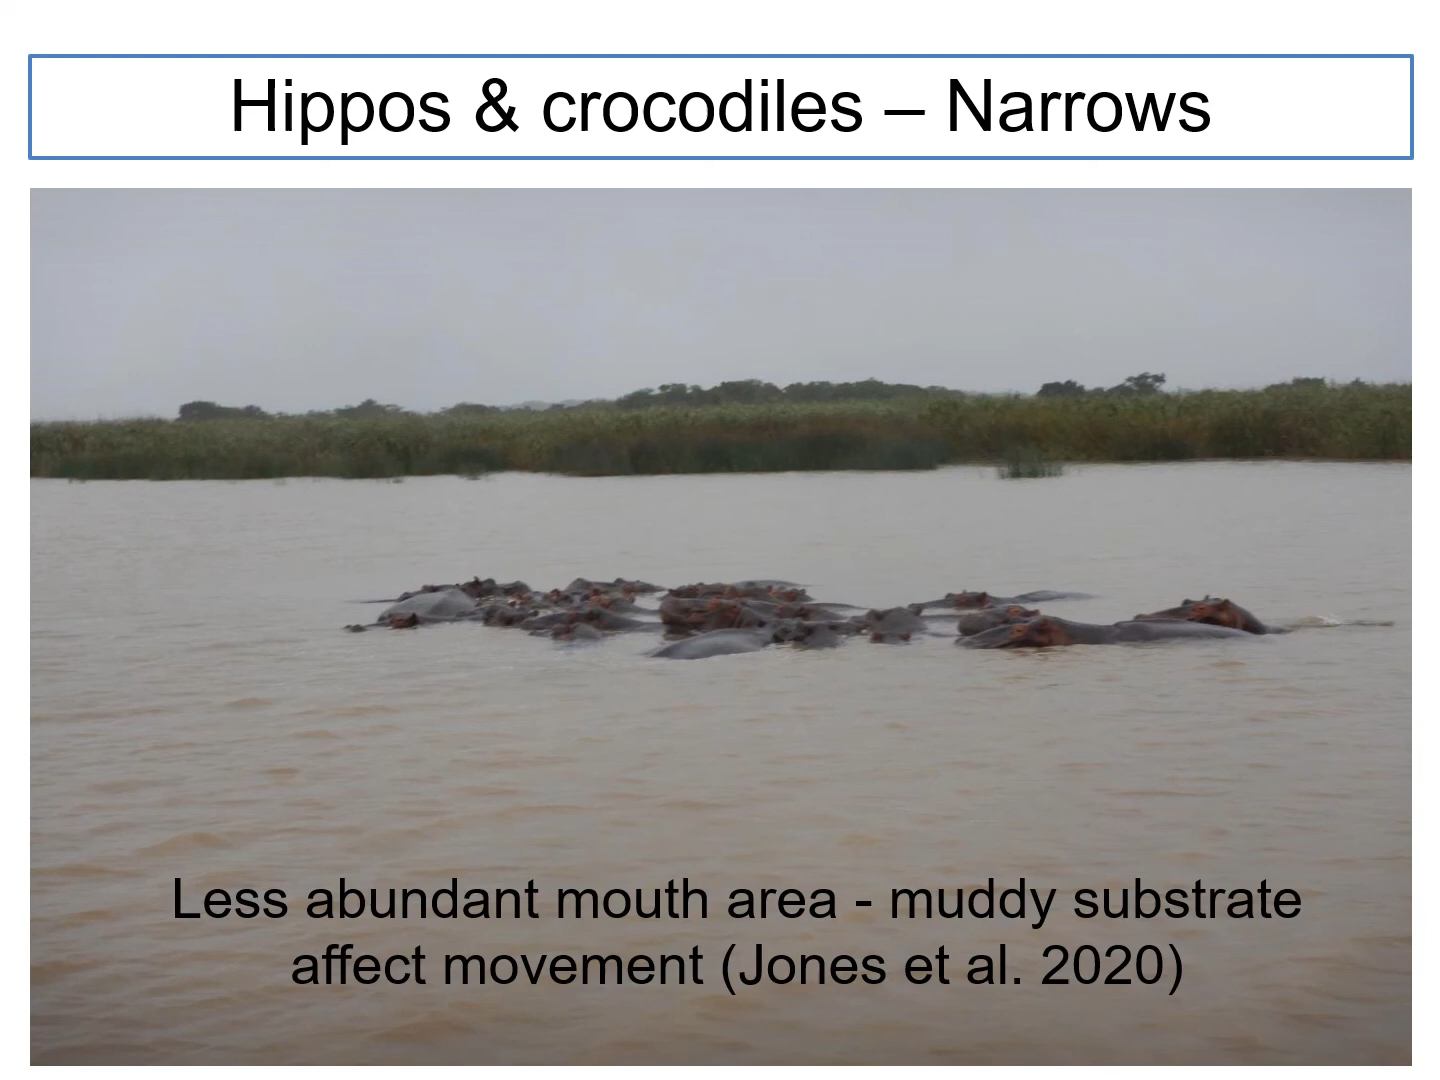 Hippos & crocodiles – Narrows
Less abundant mouth area - muddy substrate
affect movement (Jones et al. 2020)